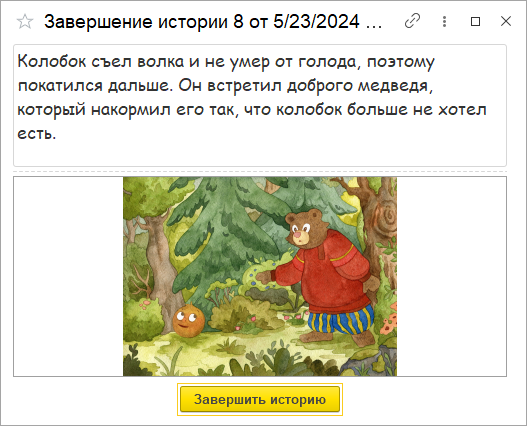 Завершение истории 8 от 5/23/2024 ...
Колобок съел волка и не умер от голода, поэтому
покатился дальше. Он встретил доброго медведя,
который накормил его так, что колобок больше не хотел
есть.
Завершить историю